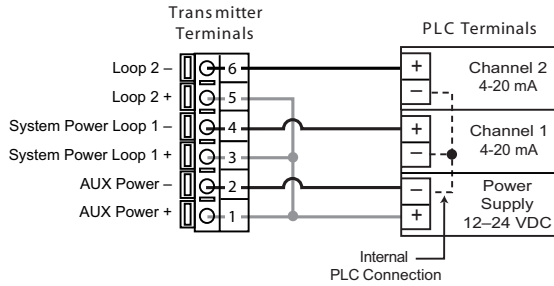 Transmitter
Terminals
PLC Terminals
Loop 2 –
6
+
Channel 2
4-20 mA
Loop 2 +
5
–
System Power Loop 1 –
4
+
Channel 1
4-20 mA
System Power Loop 1 +
3
–
AUX Power –
2
–
Power
Supply
12–24 VDC
AUX Power +
1
+
Internal
PLC Connection